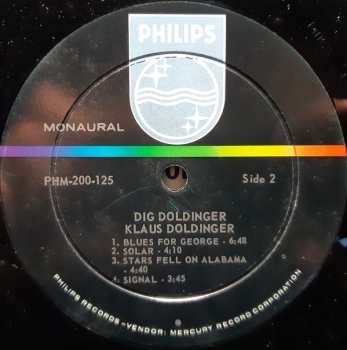 PHILIPS
MONAURAL
PHM-200-125
Side 2
DIG DOLDINGER
KLAUS DOLDINGER
1. BLUES FOR GEORGE - 6:48
2. SOLAR - 4:10
3. STARS FELL ON ALABAMA
- 4:40
4. SIGNAL - 3:45
PHILIPS RECORDS—VENDOR: MERCURY RECORD CORPORATION